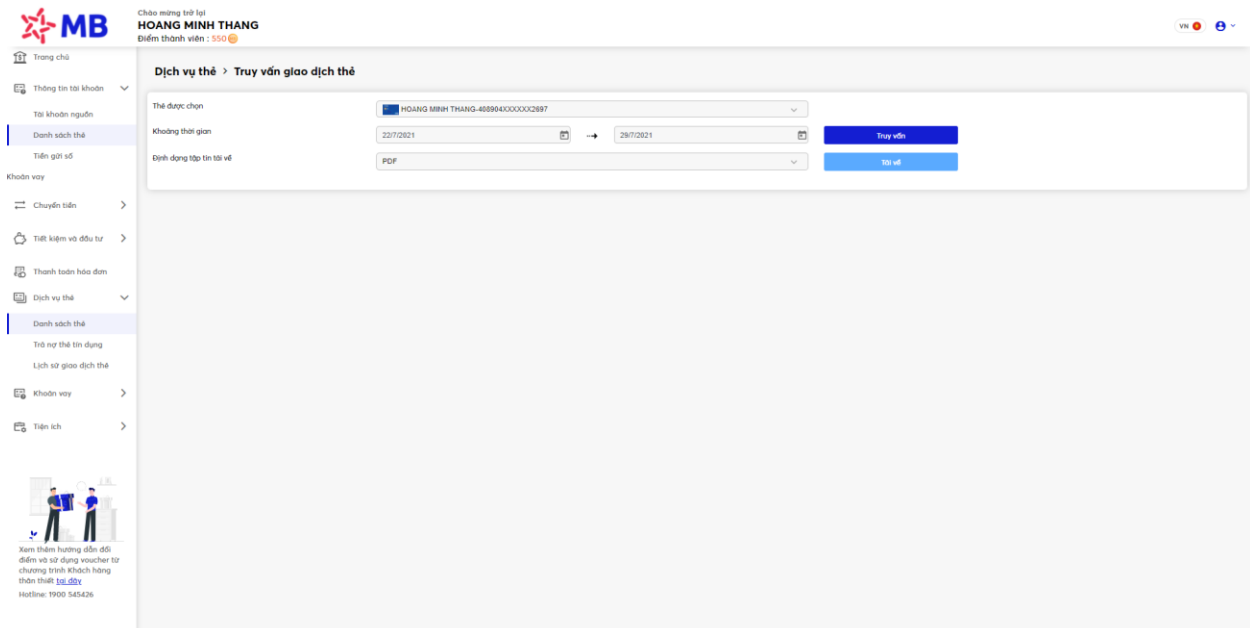 MB
Chào mừng trở lại
HOANG MINH THANG
Điểm thành viên : 550
VN
Trang chủ
Thông tin tài khoản
Tài khoản nguồn
Danh sách thẻ
Tiền gửi số
Khoản vay
Chuyển tiền
Tiết kiệm và đầu tư
Thanh toán hóa đơn
Dịch vụ thẻ
Danh sách thẻ
Trả nợ thẻ tín dụng
Lịch sử giao dịch thẻ
Khoản vay
Tiện ích
Xem thêm hướng dẫn đổi
điểm và sử dụng voucher từ
chương trình Khách hàng
thân thiết tại đây
Hotline: 1900 545426
Dịch vụ thẻ > Truy vấn giao dịch thẻ
Thẻ được chọn
HOANG MINH THANG-408904XXXXXX2697
Khoảng thời gian
22/7/2021
29/7/2021
Truy vấn
Định dạng tập tin tải về
PDF
Tải về